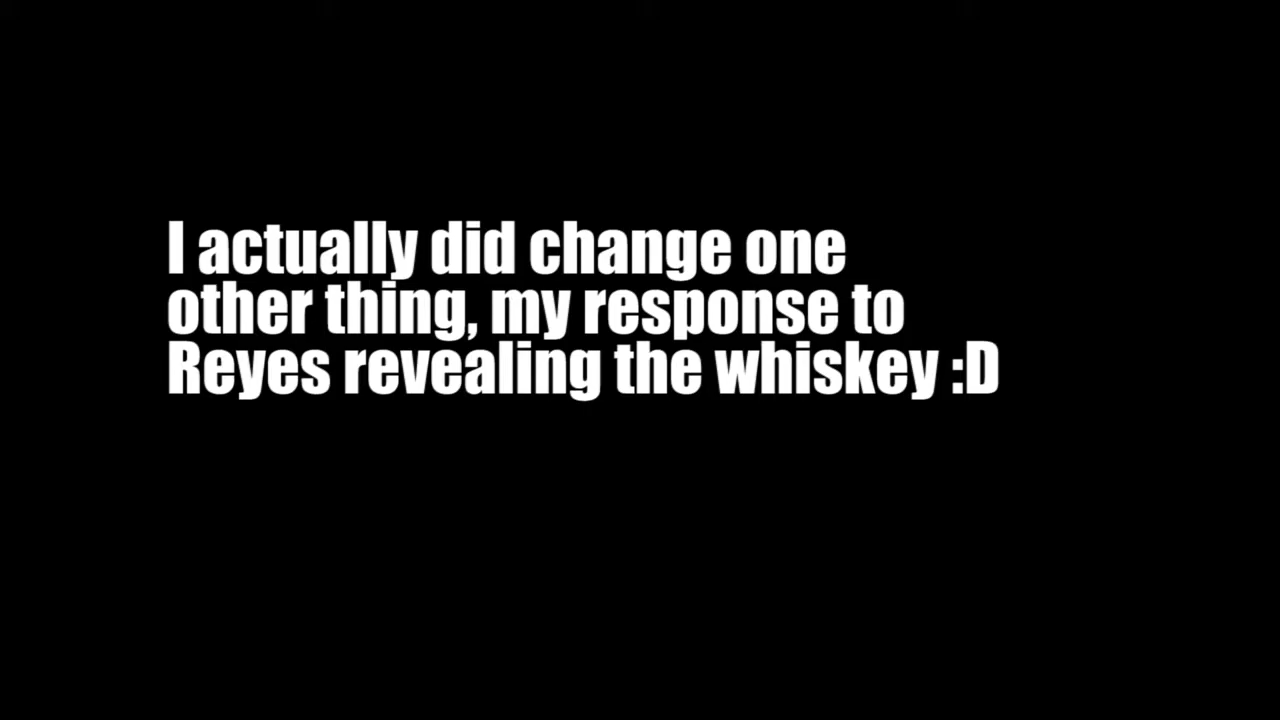 I actually did change one
other thing, my response to
Reyes revealing the whiskey :D